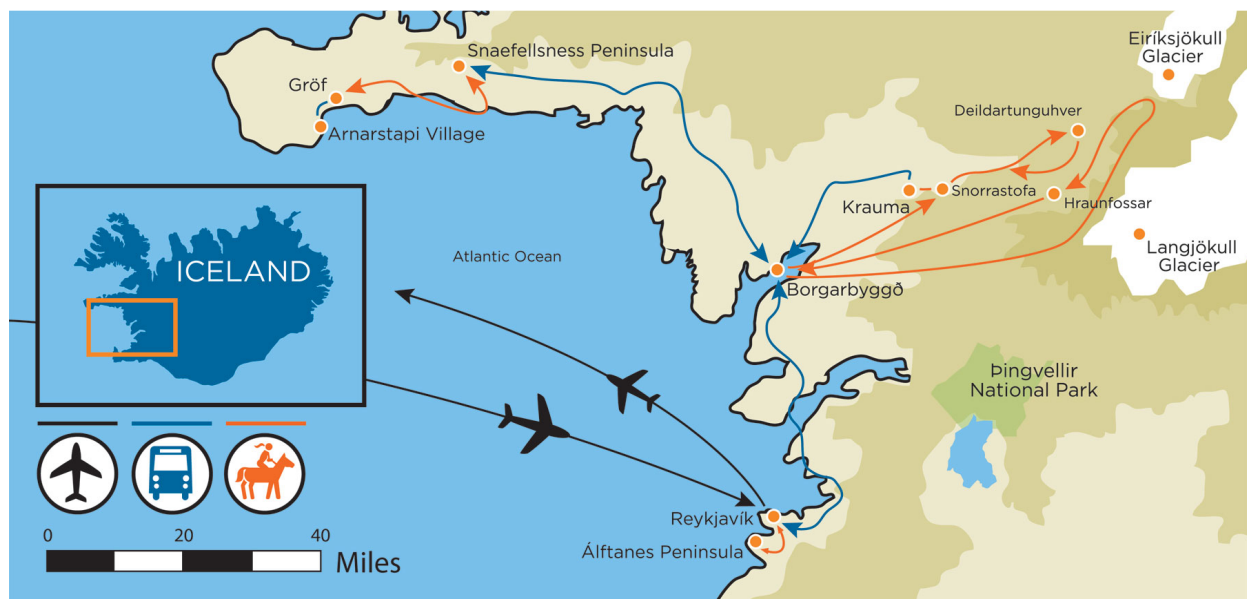 Snaefellsness Peninsula
Eiríksjökull
Glacier
Gröf
Deildartunguhver
Arnarstapi Village
Snorrastofa
Krauma
Hraunfossar
Langjökull
Glacier
ICELAND
Atlantic Ocean
Borgarbyggð
Þingvellir
National Park
Reykjavík
Álftanes Peninsula
0 20 40
Miles